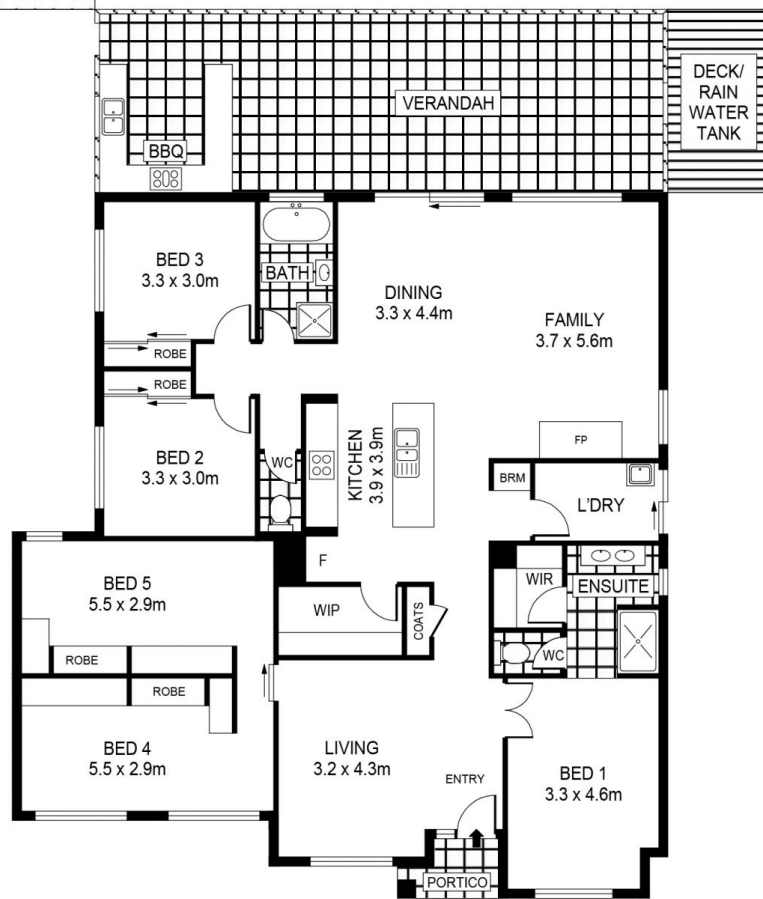 DECK/
RAIN
WATER
TANK
VERANDAH
BBQ
BED 3
3.3 x 3.0m
BATH
DINING
3.3 x 4.4m
FAMILY
3.7 x 5.6m
ROBE
ROBE
BED 2
3.3 x 3.0m
WC
KITCHEN
3.9 x 3.9m
FP
BRM
L'DRY
F
BED 5
5.5 x 2.9m
WIR
ENSUITE
WIP
COATS
WC
ROBE
ROBE
BED 4
5.5 x 2.9m
LIVING
3.2 x 4.3m
ENTRY
BED 1
3.3 x 4.6m
PORTICO